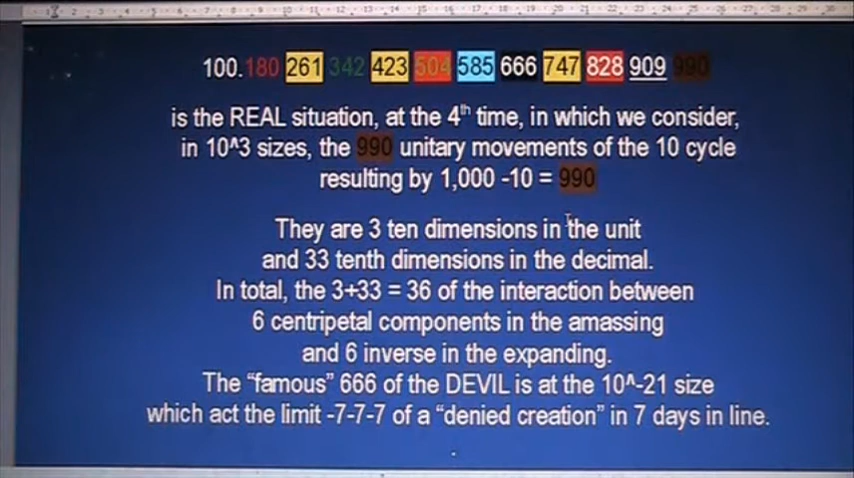 100.180 261 342 423 504 585 666 747 828 909 990
is the REAL situation, at the 4th time, in which we consider,
in 10^3 sizes, the 990 unitary movements of the 10 cycle
resulting by 1,000 -10 = 990
They are 3 ten dimensions in the unit
and 33 tenth dimensions in the decimal.
In total, the 3+33 = 36 of the interaction between
6 centripetal components in the amassing
and 6 inverse in the expanding.
The “famous” 666 of the DEVIL is at the 10^-21 size
which act the limit -7-7-7 of a “denied creation” in 7 days in line.